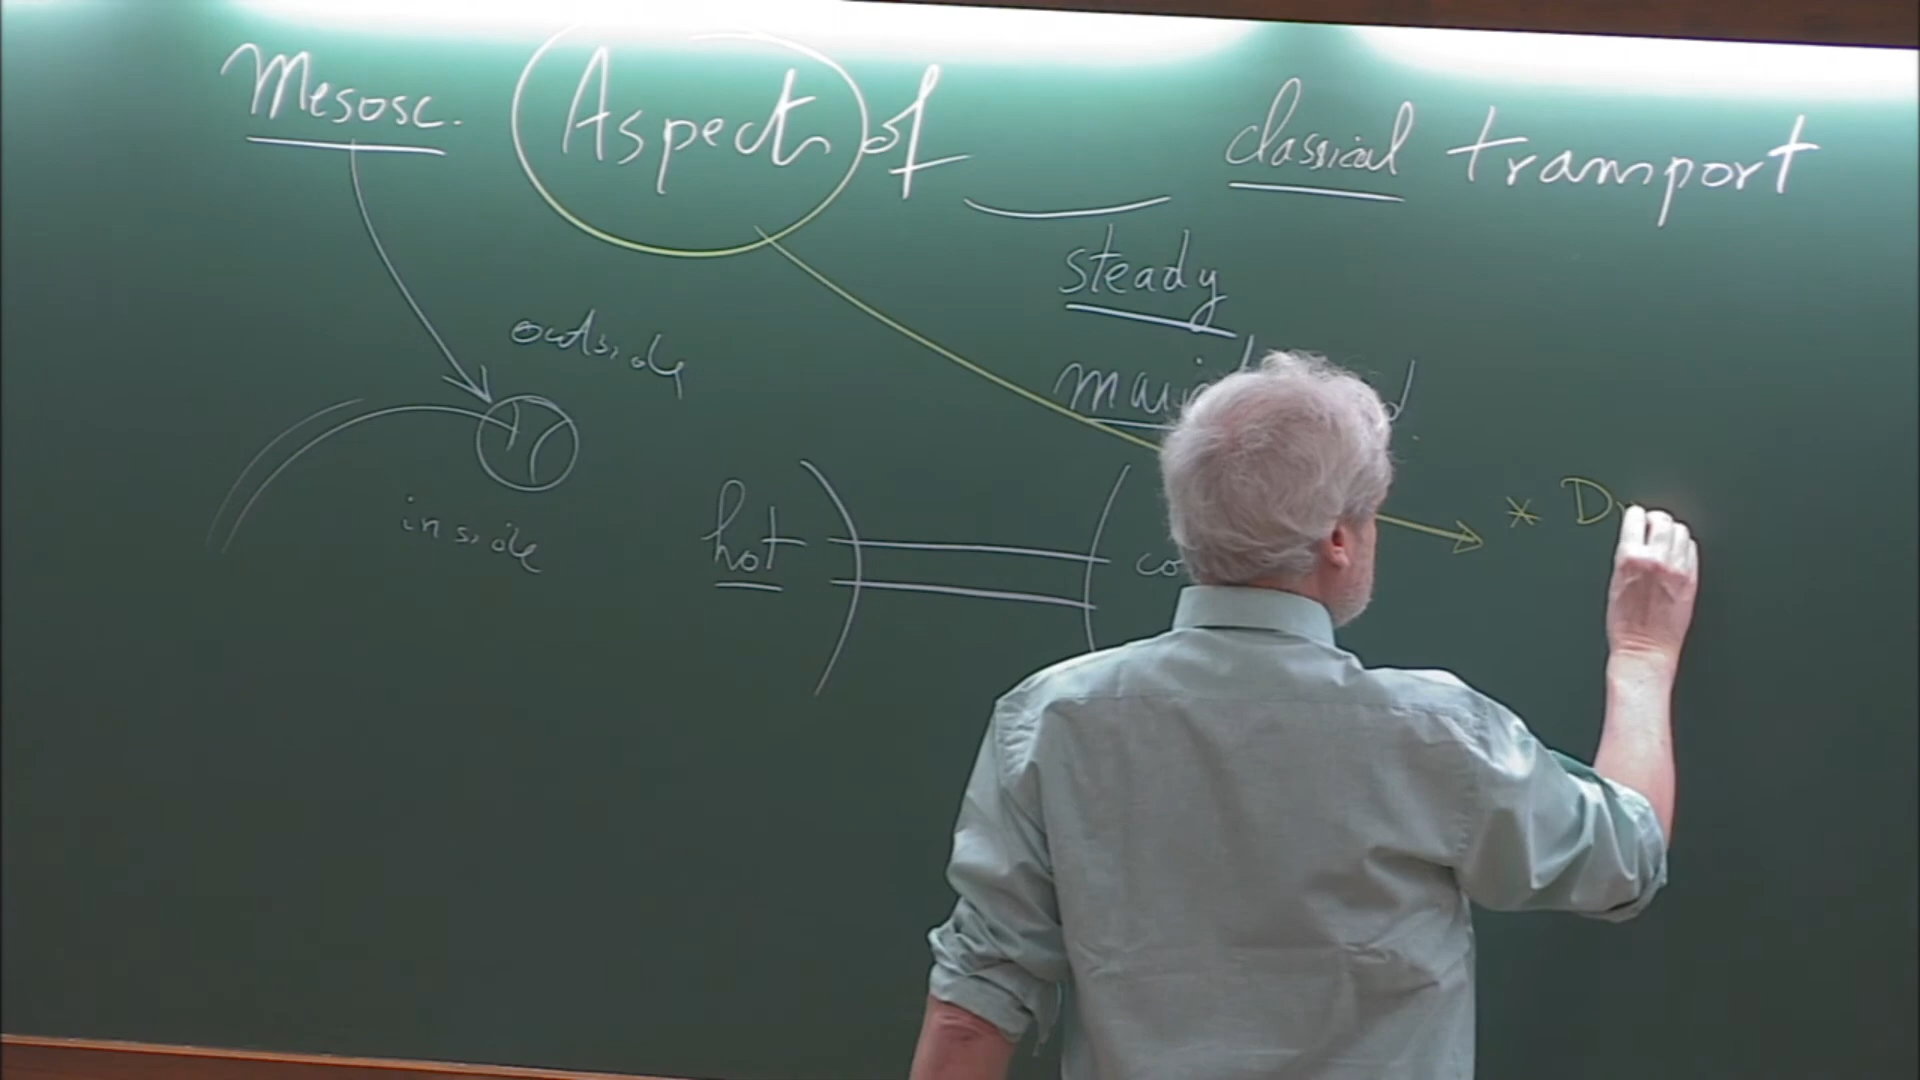 Mesosc. Aspects of classical transport
steady
outside
inside
hot
* D